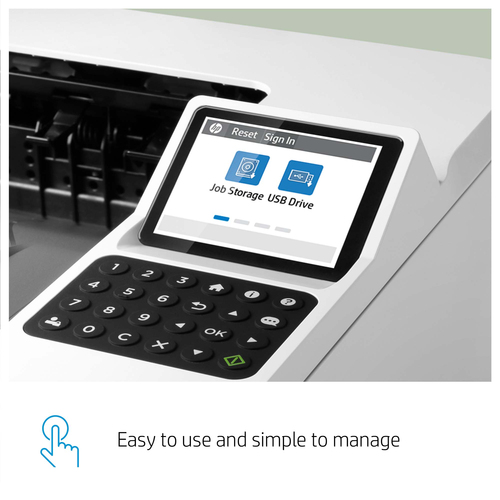 hp Reset Sign In
Job Storage USB Drive
1 2 3
4 5 6
7 8 9 OK
0 C
Easy to use and simple to manage